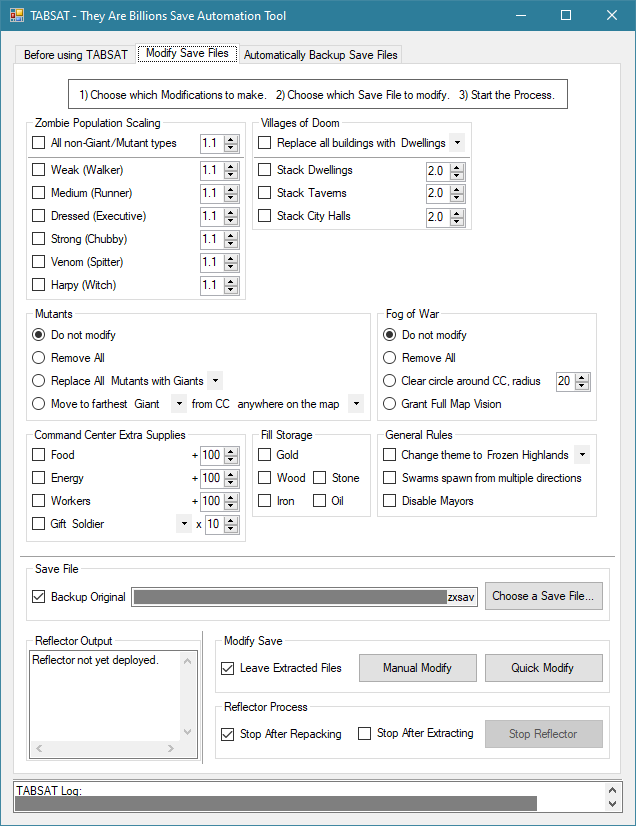 TABSAT - They Are Billions Save Automation Tool
Before using TABSAT Modify Save Files Automatically Backup Save Files
1) Choose which Modifications to make. 2) Choose which Save File to modify. 3) Start the Process.
Zombie Population Scaling
All non-Giant/Mutant types 1.1
Weak (Walker) 1.1
Medium (Runner) 1.1
Dressed (Executive) 1.1
Strong (Chubby) 1.1
Venom (Spitter) 1.1
Harpy (Witch) 1.1
Villages of Doom
Replace all buildings with Dwellings
Stack Dwellings 2.0
Stack Taverns 2.0
Stack City Halls 2.0
Mutants
Do not modify
Remove All
Replace All Mutants with Giants
Move to farthest Giant from CC anywhere on the map
Fog of War
Do not modify
Remove All
Clear circle around CC, radius 20
Grant Full Map Vision
Command Center Extra Supplies
Food + 100
Energy + 100
Workers + 100
Gift Soldier x 10
Fill Storage
Gold
Wood Stone
Iron Oil
General Rules
Change theme to Frozen Highlands
Swarms spawn from multiple directions
Disable Mayors
Save File
Backup Original zxsav Choose a Save File...
Reflector Output
Reflector not yet deployed.
Modify Save
Leave Extracted Files Manual Modify Quick Modify
Reflector Process
Stop After Repacking Stop After Extracting Stop Reflector
TABSAT Log: